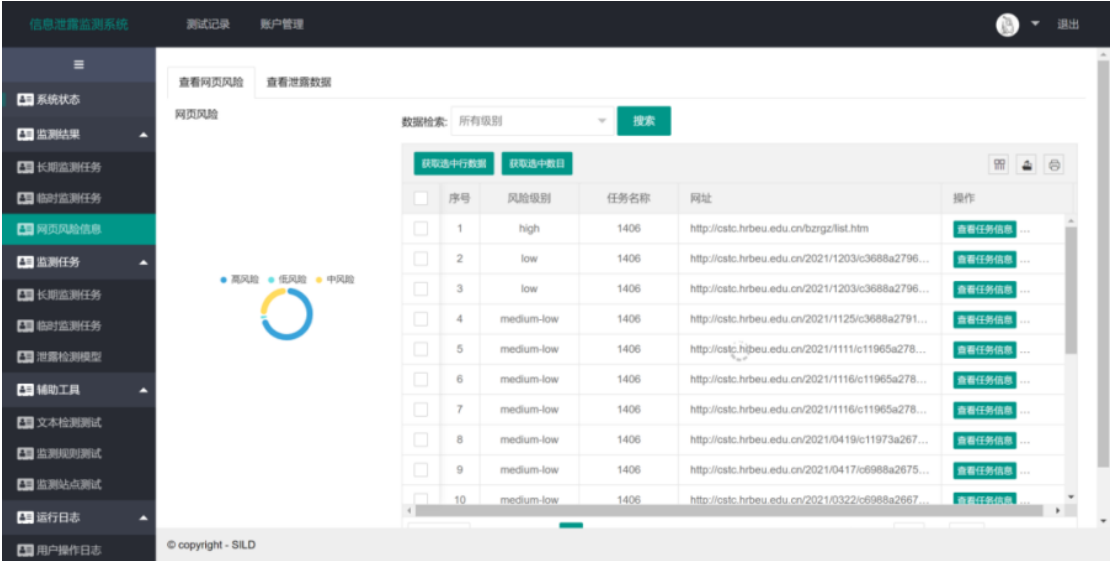 信息泄露监测系统 测试记录 账户管理 退出
系统状态
监测结果
长期监测任务
临时监测任务
网页风险信息
监测任务
长期监测任务
临时监测任务
泄露检测模型
辅助工具
文本检测测试
监测规则测试
监测站点测试
运行日志
用户操作日志
查看网页风险 查看泄露数据
网页风险
高风险 低风险 中风险
数据检索: 所有级别 搜索
获取选中行数据 获取选中数目
序号 风险级别 任务名称 网址 操作
1 high 1406 http://cstc.hrbeu.edu.cn/bzrgz/list.htm 查看任务信息 ...
2 low 1406 http://cstc.hrbeu.edu.cn/2021/1203/c3688a2796... 查看任务信息 ...
3 low 1406 http://cstc.hrbeu.edu.cn/2021/1203/c3688a2796... 查看任务信息 ...
4 medium-low 1406 http://cstc.hrbeu.edu.cn/2021/1125/c3688a2791... 查看任务信息 ...
5 medium-low 1406 http://cstc.hrbeu.edu.cn/2021/1111/c11965a278... 查看任务信息 ...
6 medium-low 1406 http://cstc.hrbeu.edu.cn/2021/1116/c11965a278... 查看任务信息 ...
7 medium-low 1406 http://cstc.hrbeu.edu.cn/2021/1116/c11965a278... 查看任务信息 ...
8 medium-low 1406 http://cstc.hrbeu.edu.cn/2021/0419/c11973a267... 查看任务信息 ...
9 medium-low 1406 http://cstc.hrbeu.edu.cn/2021/0417/c6988a2675... 查看任务信息 ...
10 medium-low 1406 http://cstc.hrbeu.edu.cn/2021/0322/c6988a2667... 查看任务信息 ...
© copyright - SILD